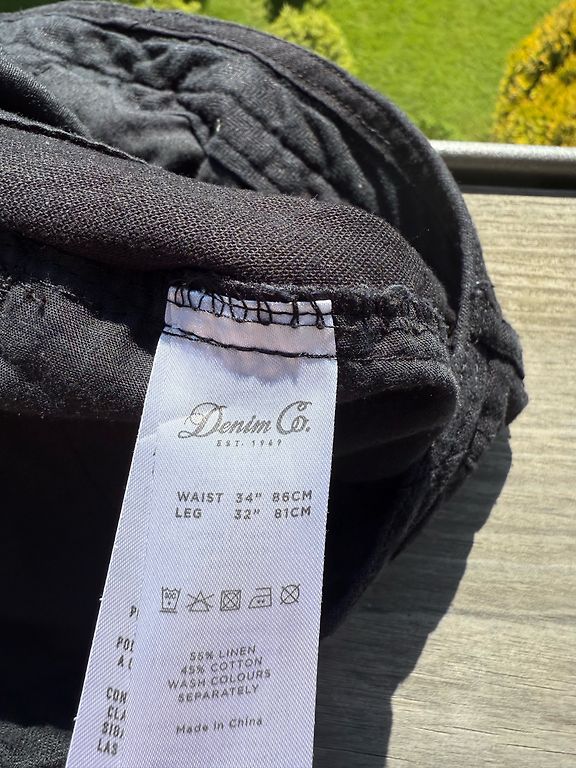 Denim Co.
EST. 1969
WAIST 34" 86CM
LEG 32" 81CM
55% LINEN
45% COTTON
WASH COLOURS
SEPARATELY
Made in China